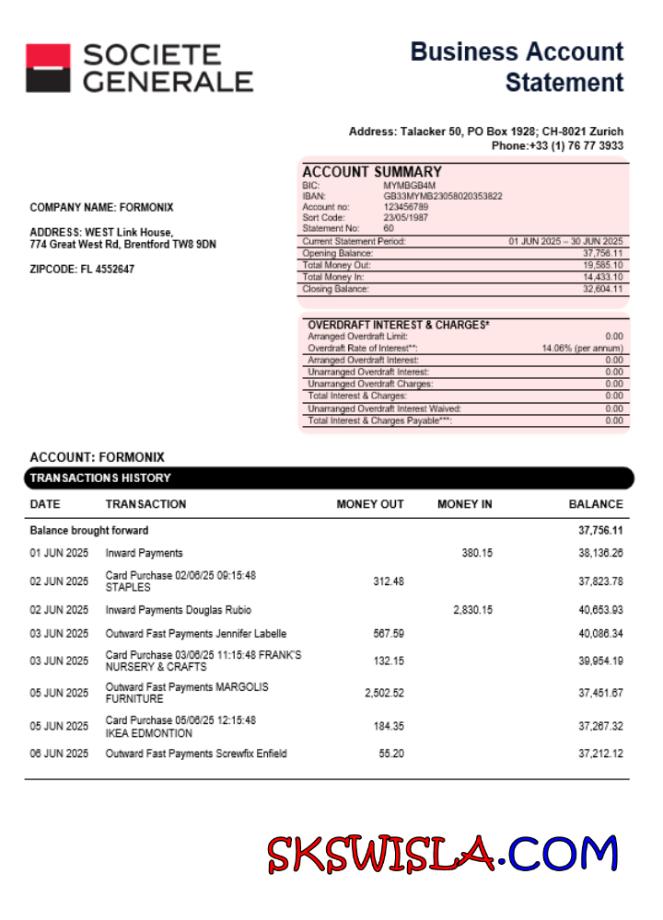 SOCIETE
GENERALE
Business Account
Statement
Address: Talacker 50, PO Box 1928; CH-8021 Zurich
Phone:+33 (1) 76 77 3933
COMPANY NAME: FORMONIX
ADDRESS: WEST Link House,
774 Great West Rd, Brentford TW8 9DN
ZIPCODE: FL 4552647
ACCOUNT SUMMARY
BIC: MYMBGB4M
IBAN: GB33MYMB23058020353822
Account no: 123456789
Sort Code: 23/05/1987
Statement No: 60
Current Statement Period: 01 JUN 2025 – 30 JUN 2025
Opening Balance: 37,756.11
Total Money Out: 19,585.10
Total Money In: 14,433.10
Closing Balance: 32,604.11
OVERDRAFT INTEREST & CHARGES*
Arranged Overdraft Limit: 0.00
Overdraft Rate of Interest**: 14.06% (per annum)
Arranged Overdraft Interest: 0.00
Unarranged Overdraft Interest: 0.00
Unarranged Overdraft Charges: 0.00
Total Interest & Charges: 0.00
Unarranged Overdraft Interest Waived: 0.00
Total Interest & Charges Payable***: 0.00
ACCOUNT: FORMONIX
TRANSACTIONS HISTORY
DATE TRANSACTION MONEY OUT MONEY IN BALANCE
Balance brought forward 37,756.11
01 JUN 2025 Inward Payments 380.15 38,136.26
02 JUN 2025 Card Purchase 02/06/25 09:15:48 312.48 37,823.78
STAPLES
02 JUN 2025 Inward Payments Douglas Rubio 2,830.15 40,653.93
03 JUN 2025 Outward Fast Payments Jennifer Labelle 567.59 40,086.34
03 JUN 2025 Card Purchase 03/06/25 11:15:48 FRANK'S 132.15 39,954.19
NURSERY & CRAFTS
05 JUN 2025 Outward Fast Payments MARGOLIS 2,502.52 37,451.67
FURNITURE
05 JUN 2025 Card Purchase 05/06/25 12:15:48 184.35 37,267.32
IKEA EDMONTION
06 JUN 2025 Outward Fast Payments Screwfix Enfield 55.20 37,212.12
SKSWISLA.COM